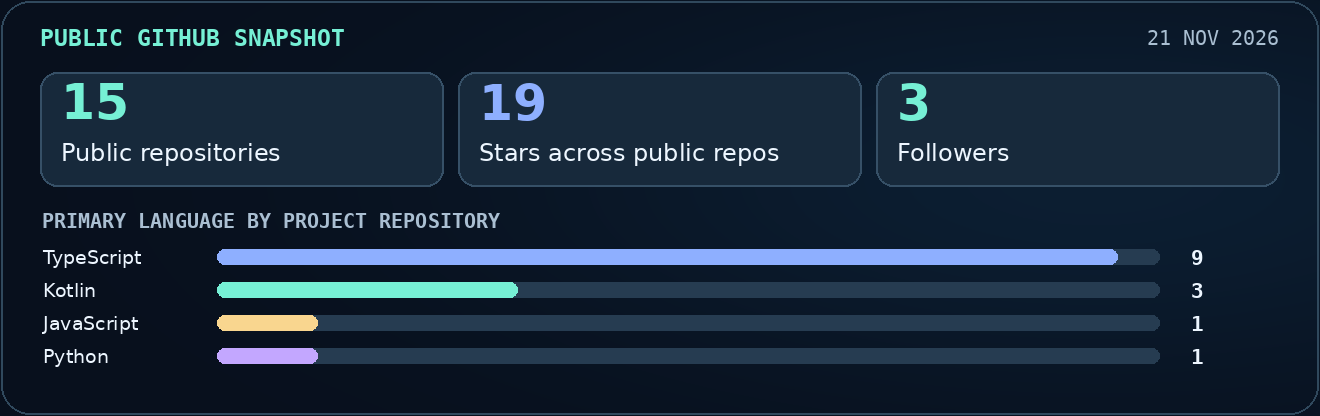 PUBLIC GITHUB SNAPSHOT
21 NOV 2026
15
Public repositories
19
Stars across public repos
3
Followers
PRIMARY LANGUAGE BY PROJECT REPOSITORY
TypeScript 9
Kotlin 3
JavaScript 1
Python 1